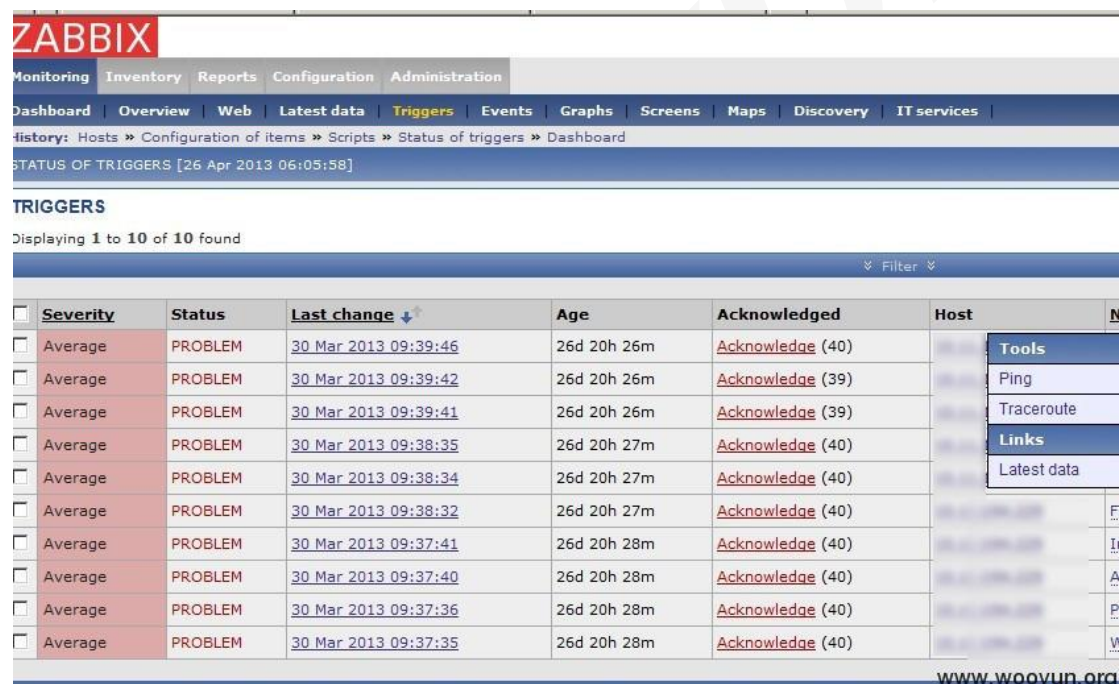 ZABBIX
Monitoring Inventory Reports Configuration Administration
Dashboard | Overview | Web | Latest data | Triggers | Events | Graphs | Screens | Maps | Discovery | IT services |
History: Hosts » Configuration of items » Scripts » Status of triggers » Dashboard
STATUS OF TRIGGERS [26 Apr 2013 06:05:58]
TRIGGERS
Displaying 1 to 10 of 10 found
Filter
Severity Status Last change Age Acknowledged Host N
Average PROBLEM 30 Mar 2013 09:39:46 26d 20h 26m Acknowledge (40) Tools
Average PROBLEM 30 Mar 2013 09:39:42 26d 20h 26m Acknowledge (39) Ping
Average PROBLEM 30 Mar 2013 09:39:41 26d 20h 26m Acknowledge (39) Traceroute
Average PROBLEM 30 Mar 2013 09:38:35 26d 20h 27m Acknowledge (40) Links
Average PROBLEM 30 Mar 2013 09:38:34 26d 20h 27m Acknowledge (40) Latest data
Average PROBLEM 30 Mar 2013 09:38:32 26d 20h 27m Acknowledge (40) F
Average PROBLEM 30 Mar 2013 09:37:41 26d 20h 28m Acknowledge (40) I
Average PROBLEM 30 Mar 2013 09:37:40 26d 20h 28m Acknowledge (40) A
Average PROBLEM 30 Mar 2013 09:37:36 26d 20h 28m Acknowledge (40) P
Average PROBLEM 30 Mar 2013 09:37:35 26d 20h 28m Acknowledge (40) W
www.wooyun.org